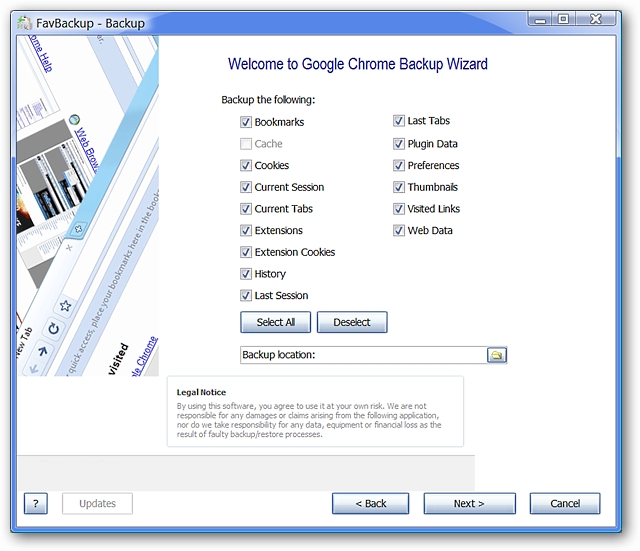 FavBackup - Backup
Welcome to Google Chrome Backup Wizard
Backup the following:
Bookmarks
Cache
Cookies
Current Session
Current Tabs
Extensions
Extension Cookies
History
Last Session
Last Tabs
Plugin Data
Preferences
Thumbnails
Visited Links
Web Data
Select All
Deselect
Backup location:
Legal Notice
By using this software, you agree to use it at your own risk. We are not
responsible for any damages or claims arising from the following application,
nor do we take responsibility for any data, equipment or financial loss as the
result of faulty backup/restore processes.
?
Updates
< Back
Next >
Cancel
ome Help
Web Brow
New Tab
quick access, place your bookmarks here in the book
visited
le Chrome